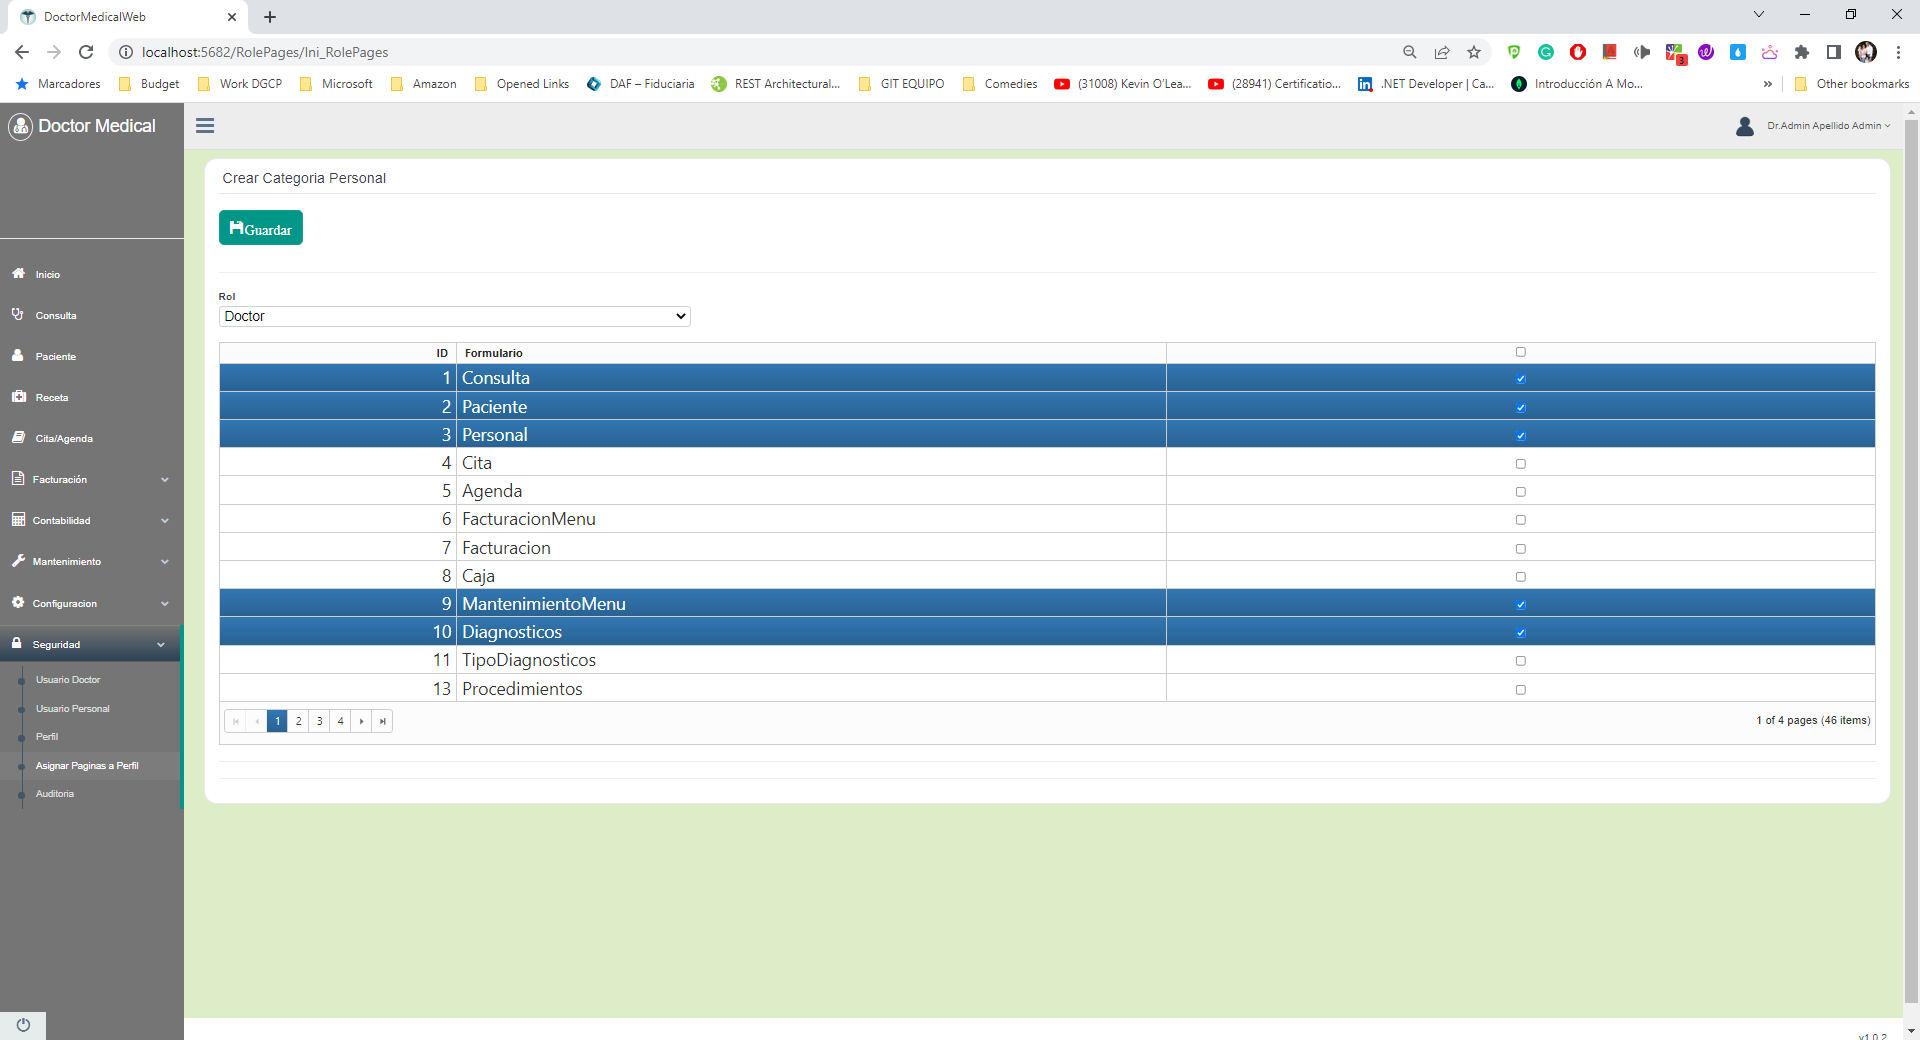 DoctorMedicalWeb
localhost:5682/RolePages/Ini_RolePages
3
Marcadores
Budget
Work DGCP
Microsoft
Amazon
Opened Links
DAF – Fiduciaria
REST Architectural...
GIT EQUIPO
Comedies
(31008) Kevin O'Lea...
(28941) Certificatio...
.NET Developer | Ca...
Introducción A Mo...
»
Other bookmarks
Doctor Medical
Dr.Admin Apellido Admin
Inicio
Consulta
Paciente
Receta
Cita/Agenda
Facturación
Contabilidad
Mantenimiento
Configuracion
Seguridad
Usuario Doctor
Usuario Personal
Perfil
Asignar Paginas a Perfil
Auditoria
Crear Categoria Personal
Guardar
Rol
Doctor
ID Formulario
1 Consulta
2 Paciente
3 Personal
4 Cita
5 Agenda
6 FacturacionMenu
7 Facturacion
8 Caja
9 MantenimientoMenu
10 Diagnosticos
11 TipoDiagnosticos
13 Procedimientos
1 2 3 4
1 of 4 pages (46 items)
v1.0.2